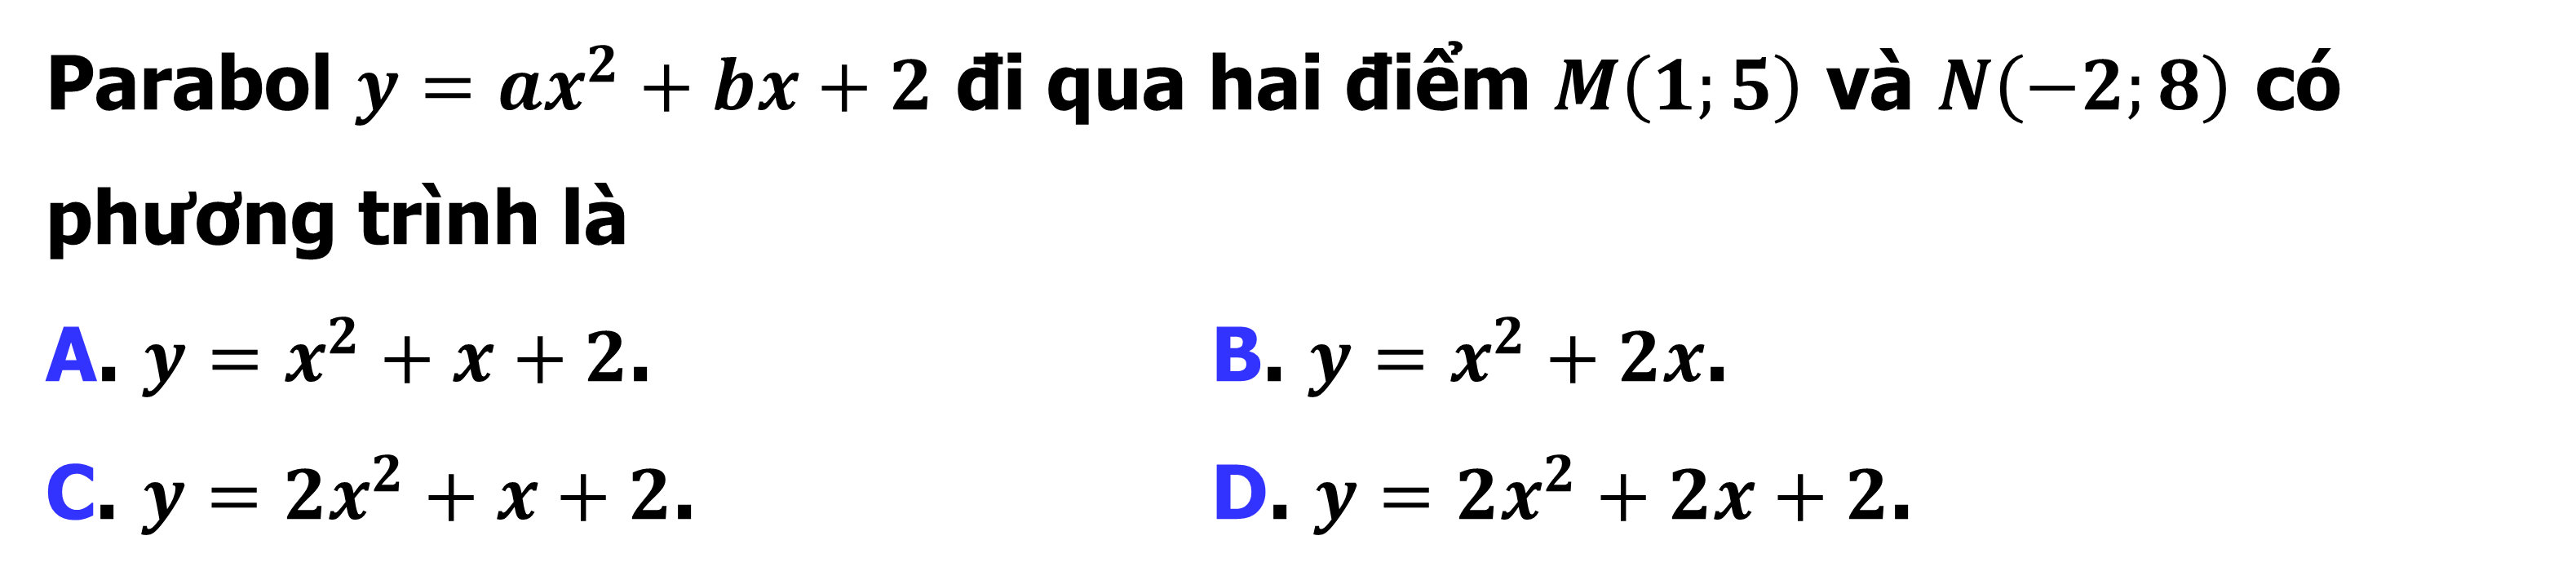 Parabol y = ax² + bx + 2 đi qua hai điểm M(1; 5) và N(−2; 8) có
phương trình là
A. y = x² + x + 2.
B. y = x² + 2x.
C. y = 2x² + x + 2.
D. y = 2x² + 2x + 2.